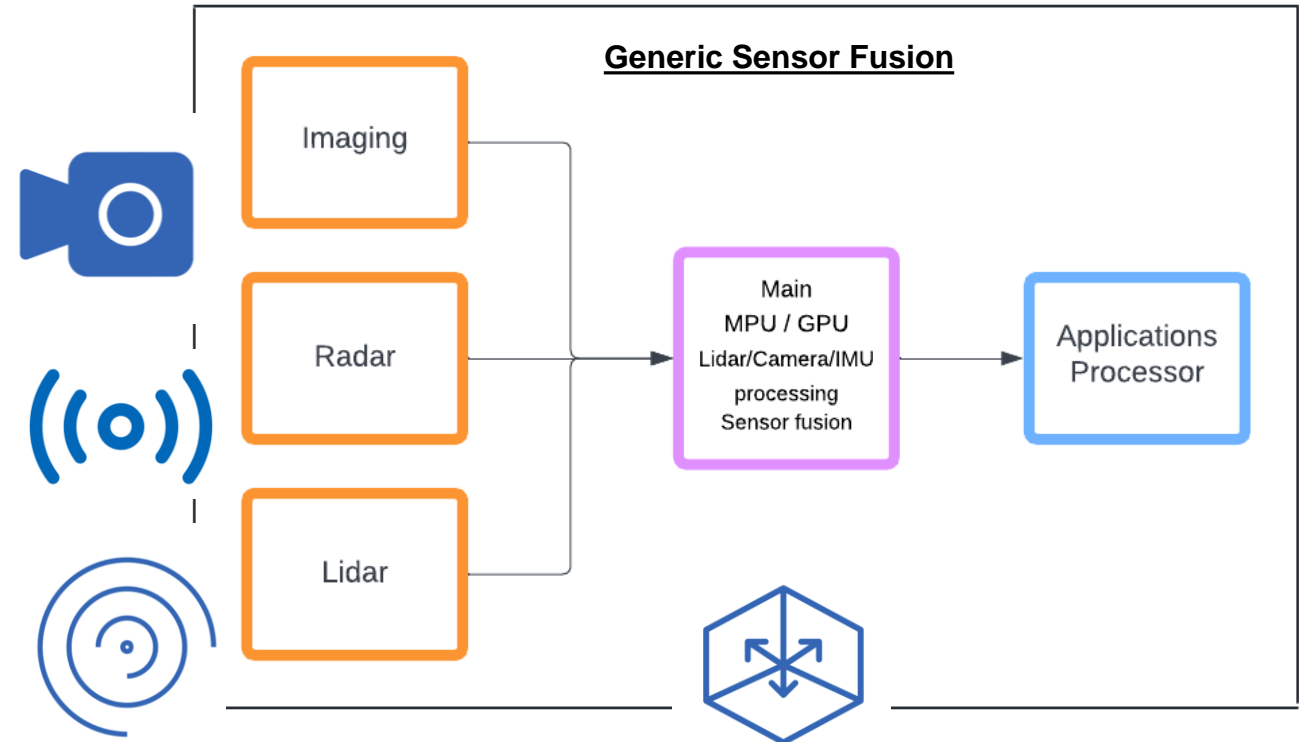 Generic Sensor Fusion
Imaging
Radar
Lidar
Main
MPU / GPU
Lidar/Camera/IMU
processing
Sensor fusion
Applications
Processor